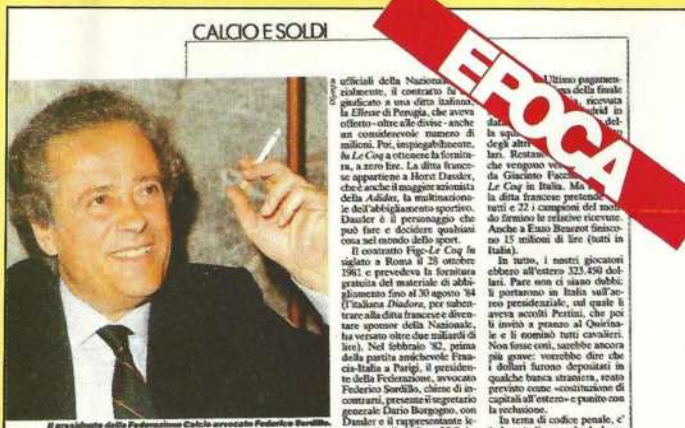 CALCIO E SOLDI
EPOCA
Il presidente della Federazione Calcio avvocato Federico Sordillo.
ufficiali della Nazionale
zialmente, il contratto fu
giudicato a una ditta italiana,
la Ellesse di Perugia, che aveva
offerto - oltre alle divise - anche
un considerevole numero di
milioni. Poi, inspiegabilmente,
fu Le Coq a ottenere la fornitu-
ra, a zero lire. La ditta france-
se appartiene a Horst Dassler,
che è anche il maggior azionista
della Adidas, la multinaziona-
le dell'abbigliamento sportivo.
Dassler è il personaggio che
può fare e decidere qualsiasi
cosa nel mondo dello sport.
Il contratto Figc-Le Coq fu
siglato a Roma il 28 ottobre
1981 e prevedeva la fornitura
gratuita del materiale di abbi-
gliamento fino al 30 agosto '84
(l'italiana Diadora, per suben-
trare alla ditta francese e diven-
tare sponsor della Nazionale,
ha versato oltre due miliardi di
lire). Nel febbraio '82, prima
della partita amichevole Fran-
cia-Italia a Parigi, il presiden-
te della Federazione, avvocato
Federico Sordillo, chiese di in-
contrarsi, presente il segretario
generale Dario Borgogno, con
Dassler e il rappresentante le-
Ultimo pagamen-
della finale
ricevuta
in
del-
la
degli altri
lari.
che vengono
da Giacinto
Le Coq in Italia. Ma
la ditta francese pretende
tutti e 22 i campioni del mon-
do firmino le relative ricevute.
Anche a Enzo Bearzot finisco-
no 15 milioni di lire (tutti in
Italia).
In tutto, i nostri giocatori
ebbero all'estero 323.450 dol-
lari. Pare non ci siano dubbi:
li portarono in Italia sull'ae-
reo presidenziale, sul quale li
aveva accolti Pertini, che poi
li invitò a pranzo al Quirina-
le e li nominò tutti cavalieri.
Non fosse così, sarebbe ancora
più grave: vorrebbe dire che
i dollari furono depositati in
qualche banca straniera, reato
previsto come «costituzione di
capitali all'estero» e punito con
la reclusione.
In tema di codice penale, c'